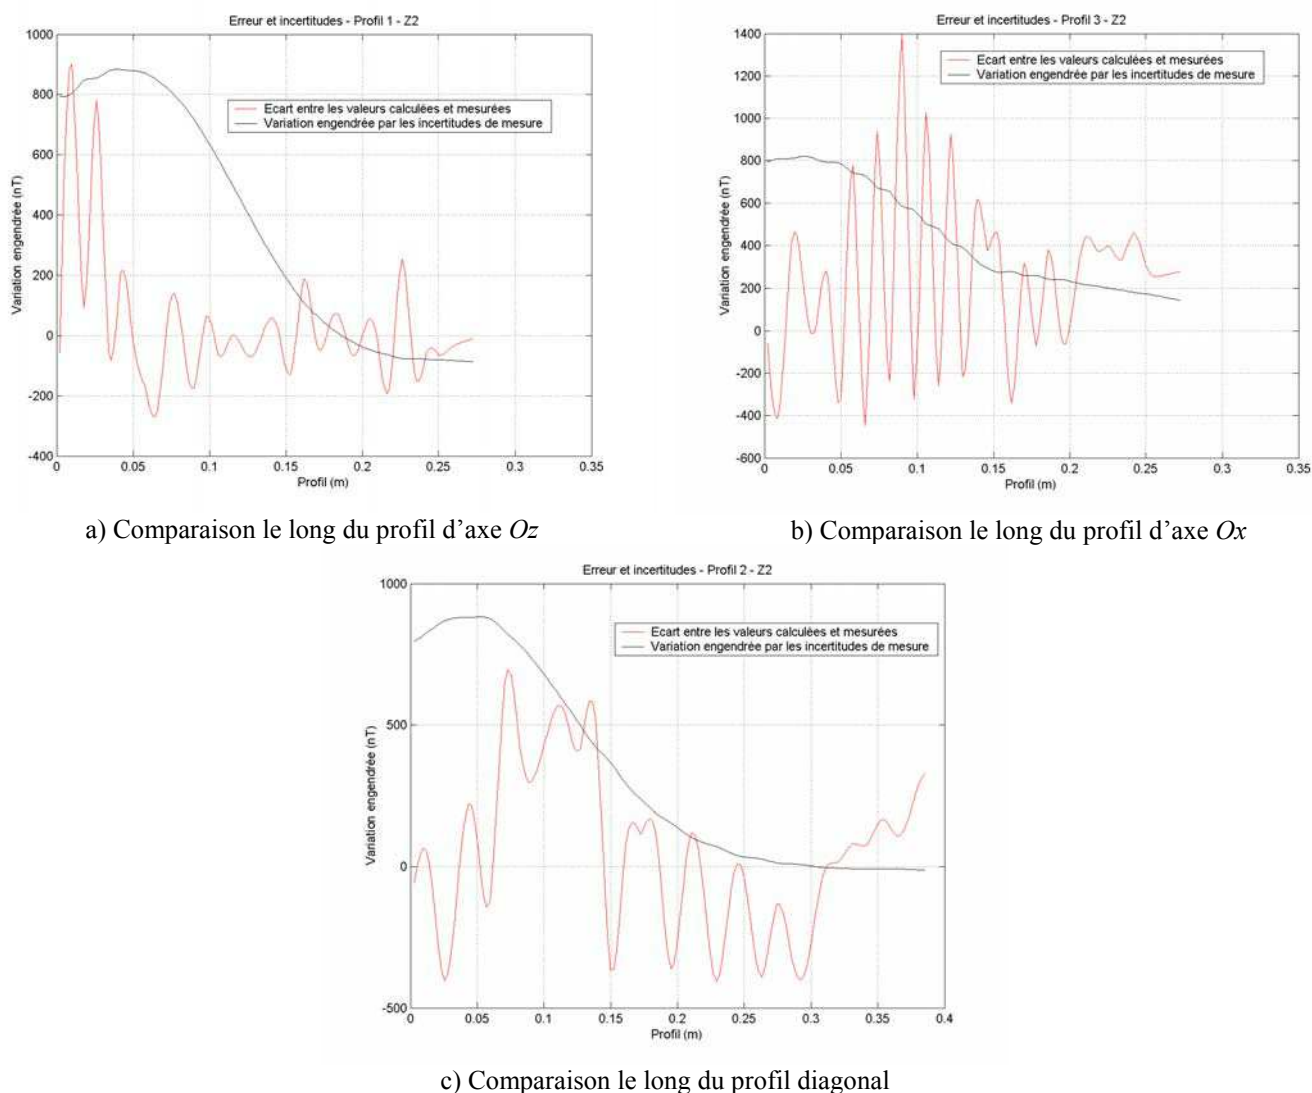 Erreur et incertitudes - Profil 1 - Z2
1000
800
600
400
200
0
-200
-400
Variation engendrée (nT)
Ecart entre les valeurs calculées et mesurées
Variation engendrée par les incertitudes de mesure
0 0.05 0.1 0.15 0.2 0.25 0.3 0.35
Profil (m)
a) Comparaison le long du profil d’axe Oz
Erreur et incertitudes - Profil 3 - Z2
1400
1200
1000
800
600
400
200
0
-200
-400
-600
Variation engendrée (nT)
Ecart entre les valeurs calculées et mesurées
Variation engendrée par les incertitudes de mesure
0 0.05 0.1 0.15 0.2 0.25 0.3 0.35
Profil (m)
b) Comparaison le long du profil d’axe Ox
Erreur et incertitudes - Profil 2 - Z2
1000
500
0
-500
Variation engendrée (nT)
Ecart entre les valeurs calculées et mesurées
Variation engendrée par les incertitudes de mesure
0 0.05 0.1 0.15 0.2 0.25 0.3 0.35 0.4
Profil (m)
c) Comparaison le long du profil diagonal